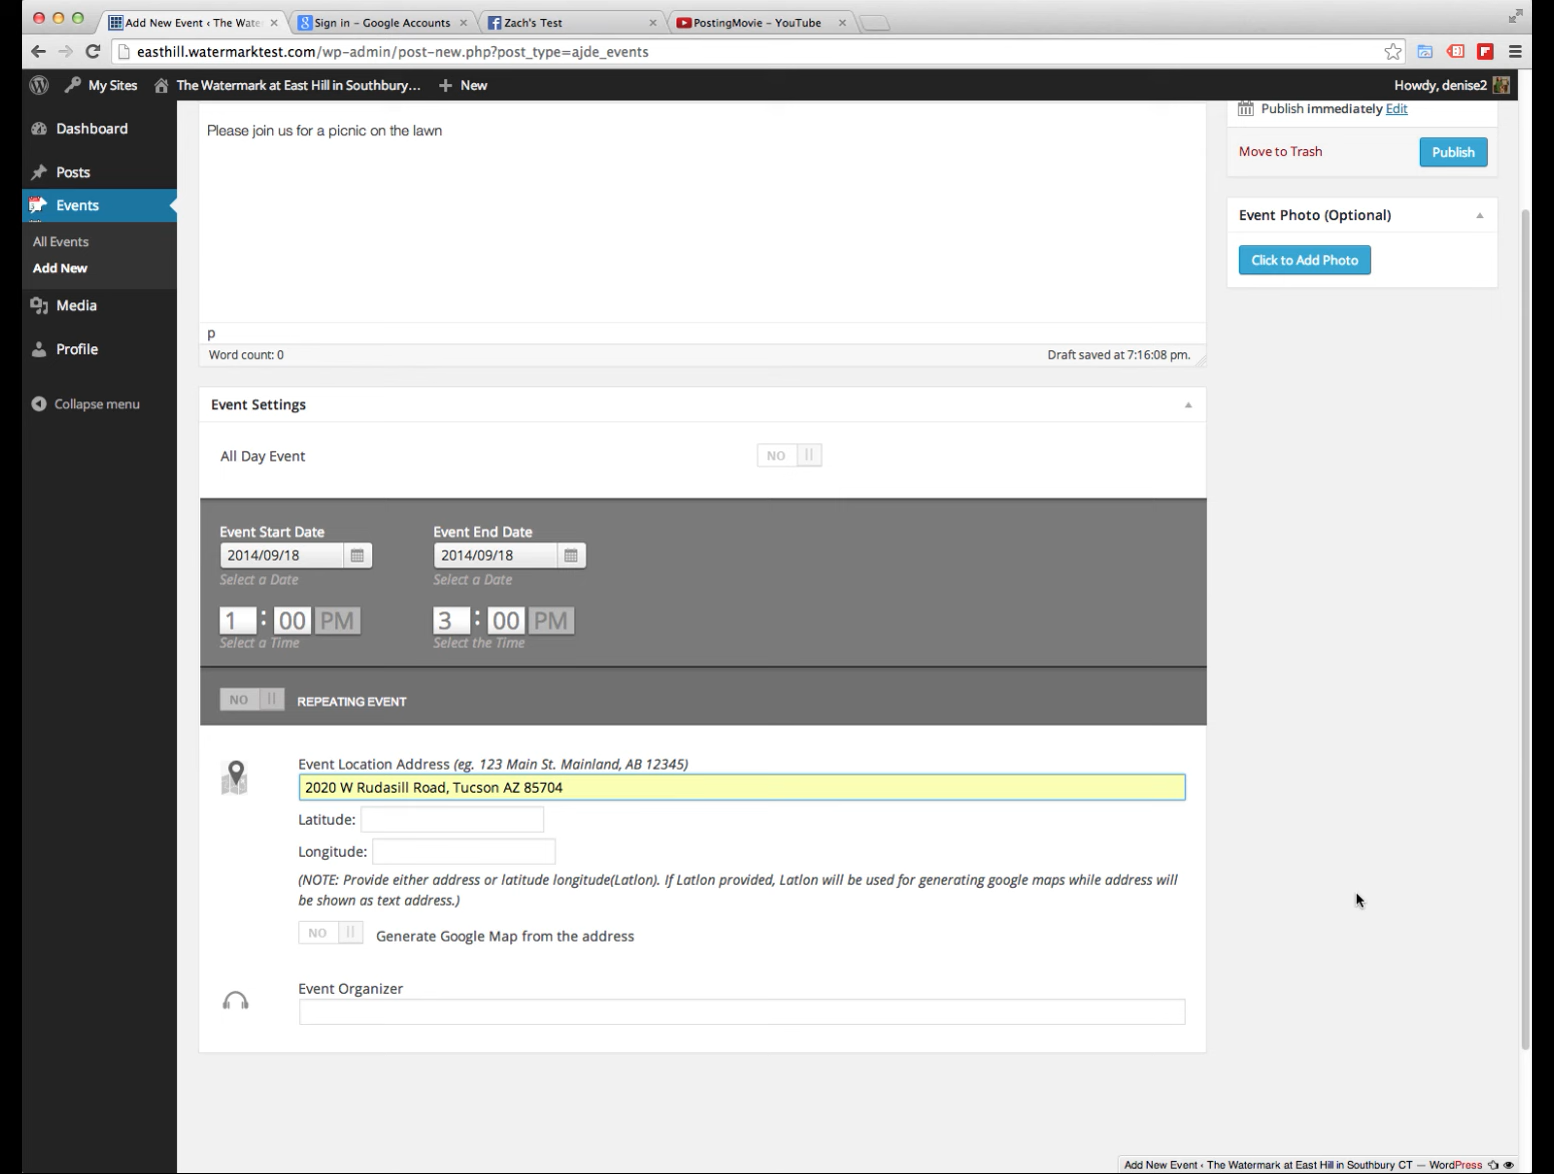 Add New Event ‹ The Wate
Sign in – Google Accounts
Zach's Test
PostingMovie – YouTube
easthill.watermarktest.com/wp-admin/post-new.php?post_type=ajde_events
My Sites
The Watermark at East Hill in Southbury...
+ New
Howdy, denise2
Dashboard
Posts
Events
All Events
Add New
Media
Profile
Collapse menu
Please join us for a picnic on the lawn
p
Word count: 0
Draft saved at 7:16:08 pm.
Publish immediately Edit
Move to Trash
Publish
Event Photo (Optional)
Click to Add Photo
Event Settings
All Day Event
NO
Event Start Date
Event End Date
2014/09/18
2014/09/18
Select a Date
Select a Date
1 : 00 PM
3 : 00 PM
Select a Time
Select the Time
NO
REPEATING EVENT
Event Location Address (eg. 123 Main St. Mainland, AB 12345)
2020 W Rudasill Road, Tucson AZ 85704
Latitude:
Longitude:
(NOTE: Provide either address or latitude longitude(Latlon). If Latlon provided, Latlon will be used for generating google maps while address will
be shown as text address.)
NO
Generate Google Map from the address
Event Organizer
Add New Event ‹ The Watermark at East Hill in Southbury CT — WordPress